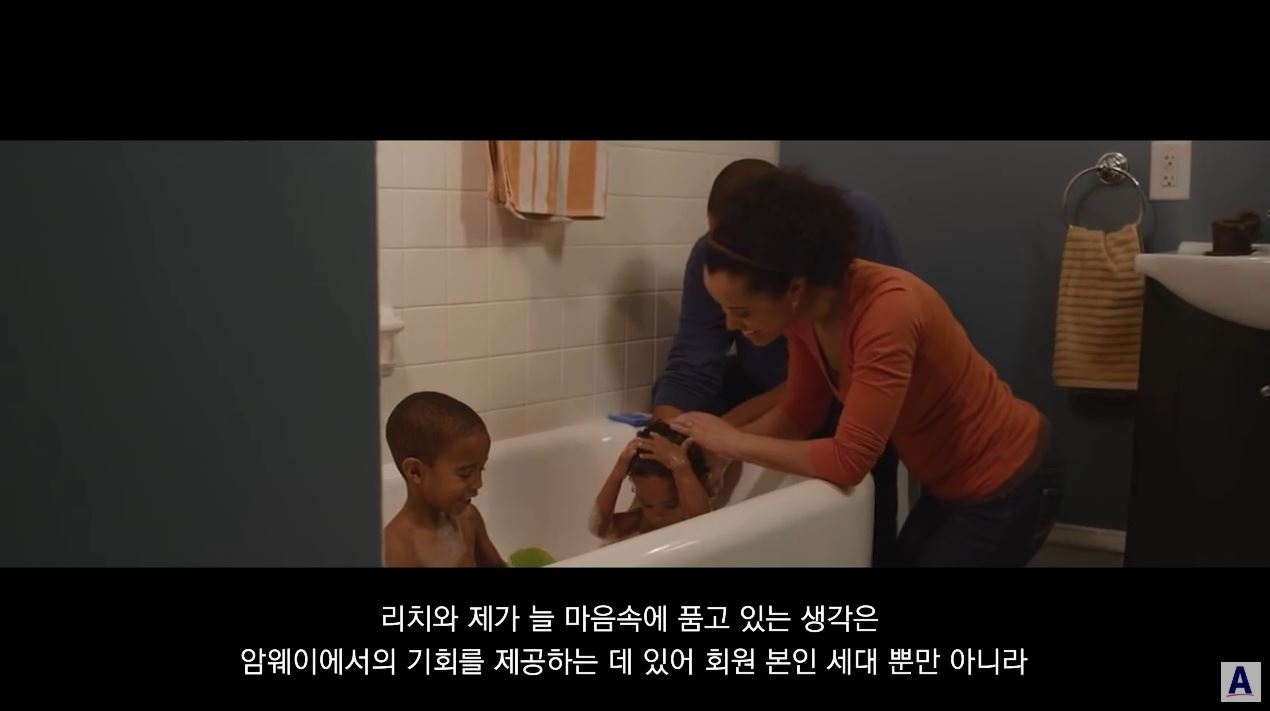 리치와 제가 늘 마음속에 품고 있는 생각은
암웨이에서의 기회를 제공하는 데 있어 회원 본인 세대 뿐만 아니라
A